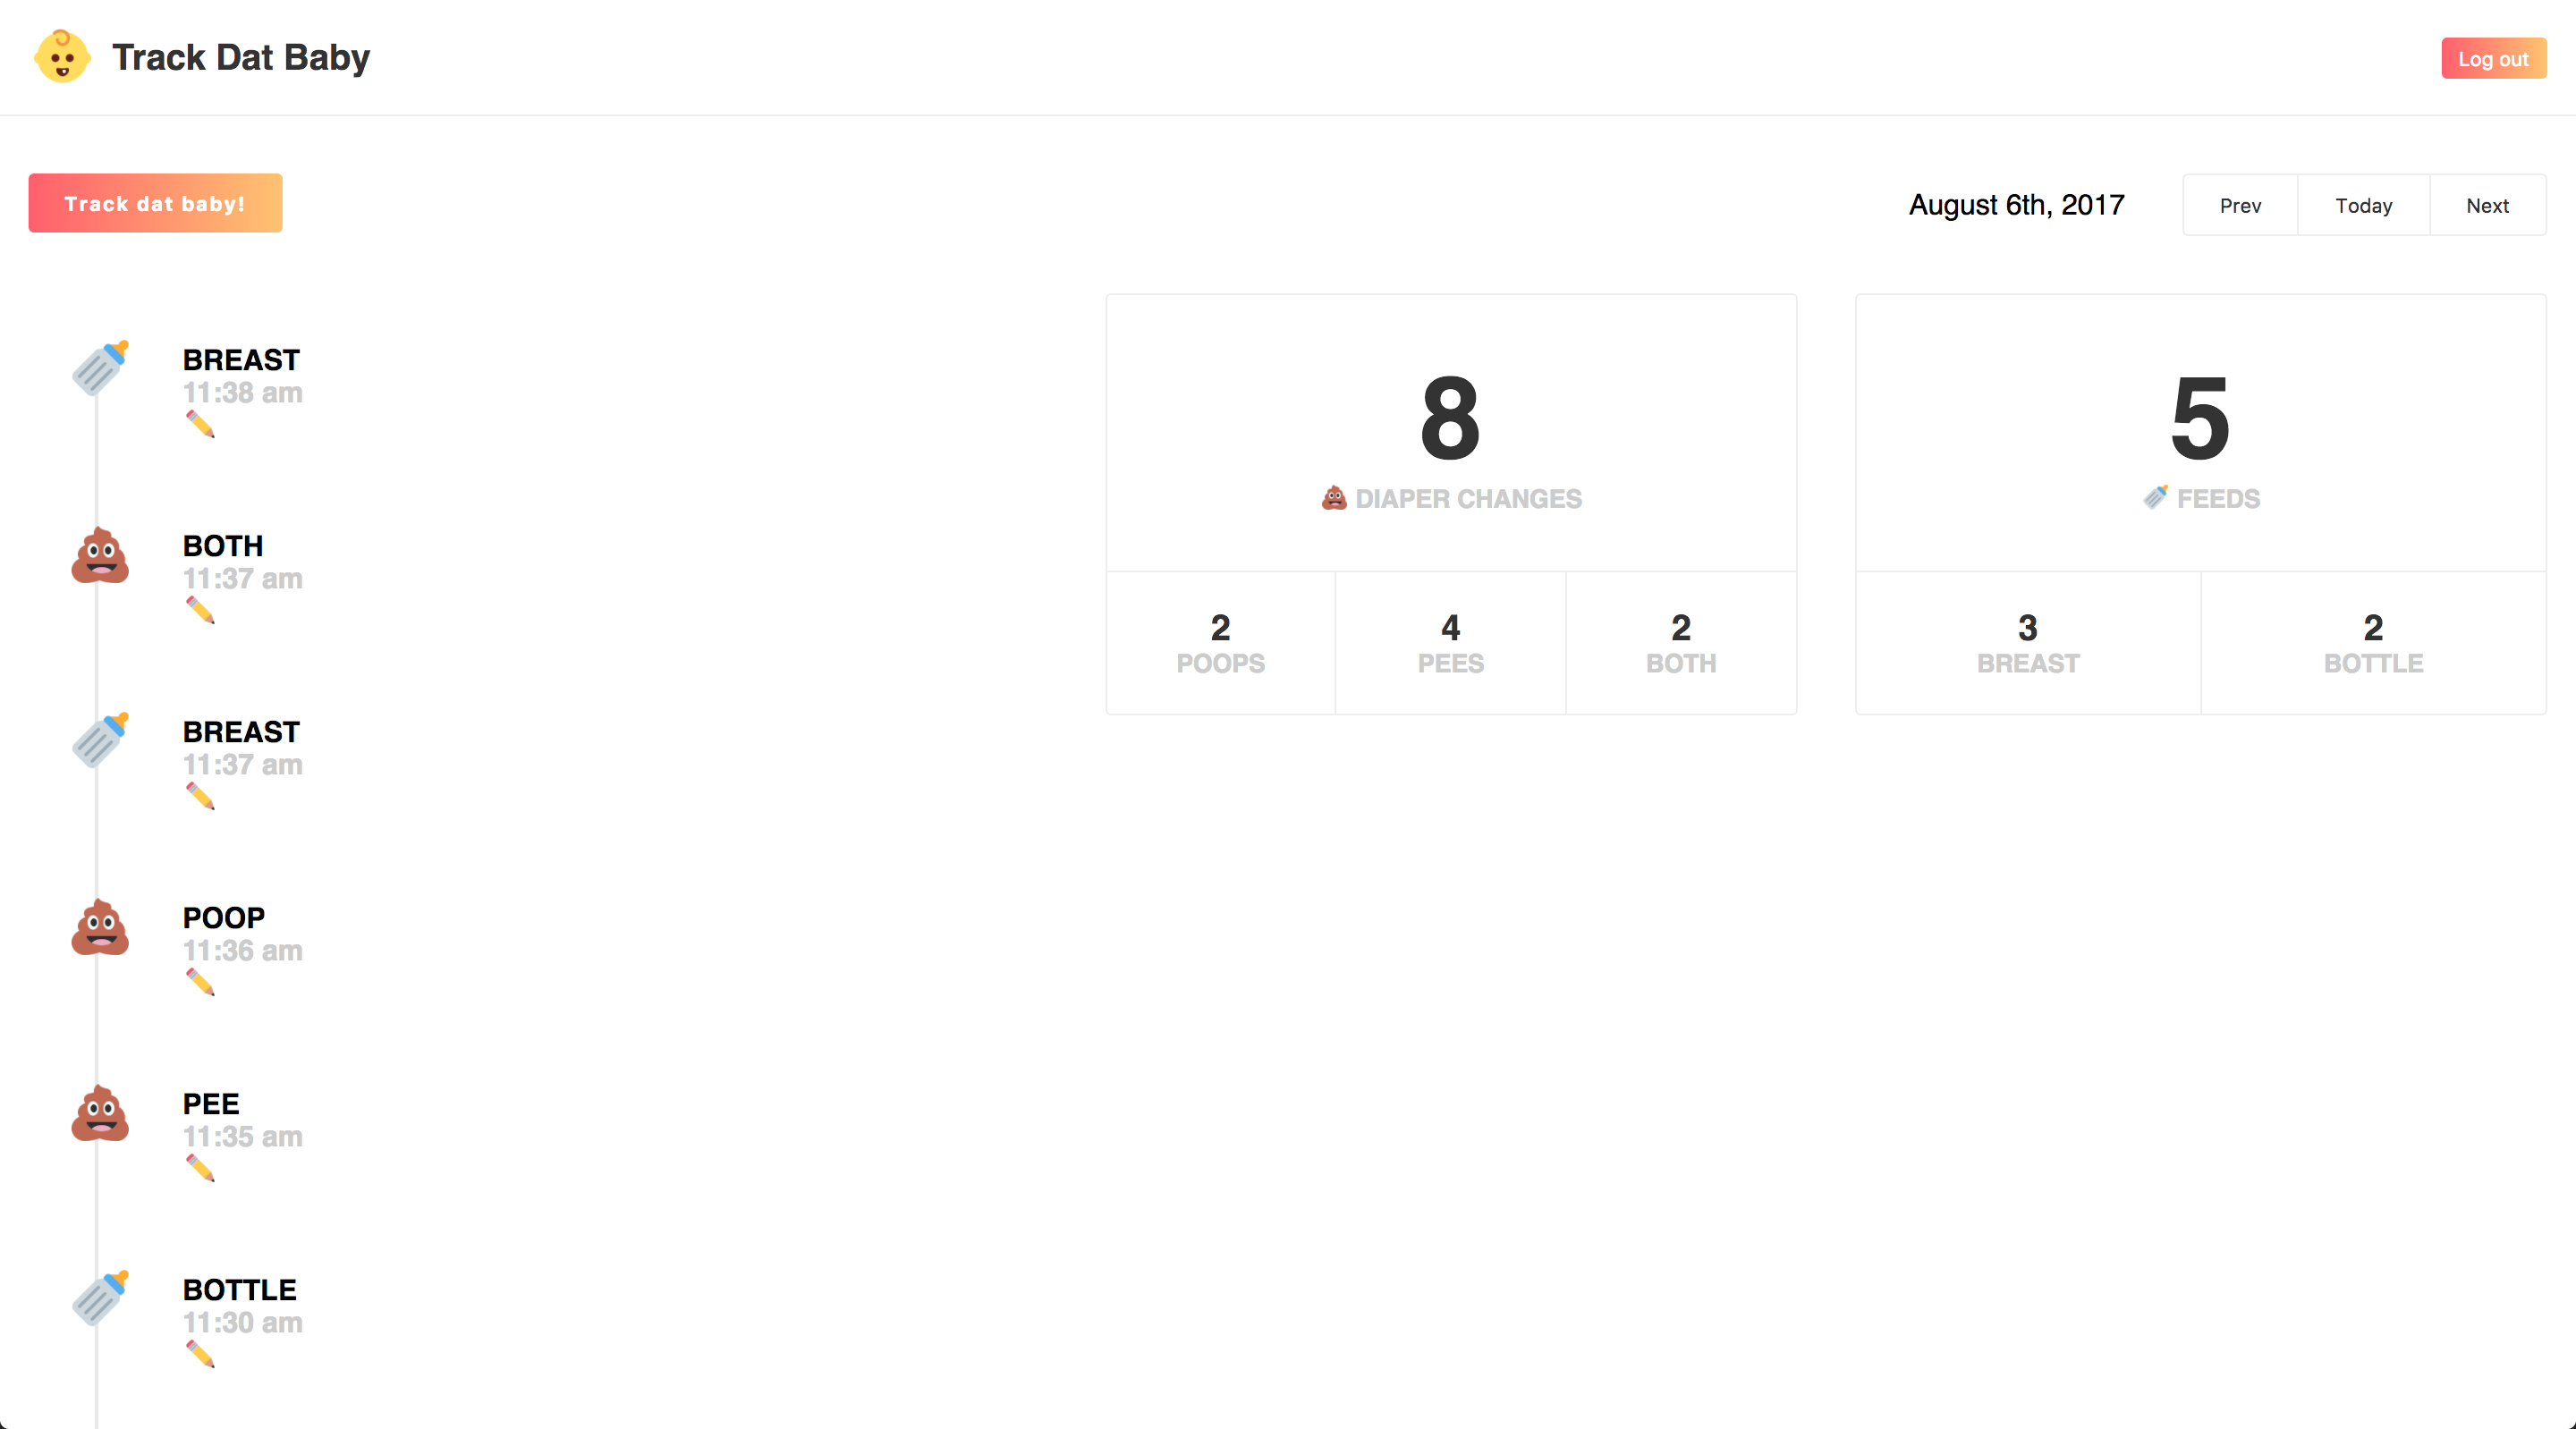 Track Dat Baby
Log out
Track dat baby!
August 6th, 2017
Prev
Today
Next
BREAST
11:38 am
BOTH
11:37 am
BREAST
11:37 am
POOP
11:36 am
PEE
11:35 am
BOTTLE
11:30 am
8
DIAPER CHANGES
2
POOPS
4
PEES
2
BOTH
5
FEEDS
3
BREAST
2
BOTTLE